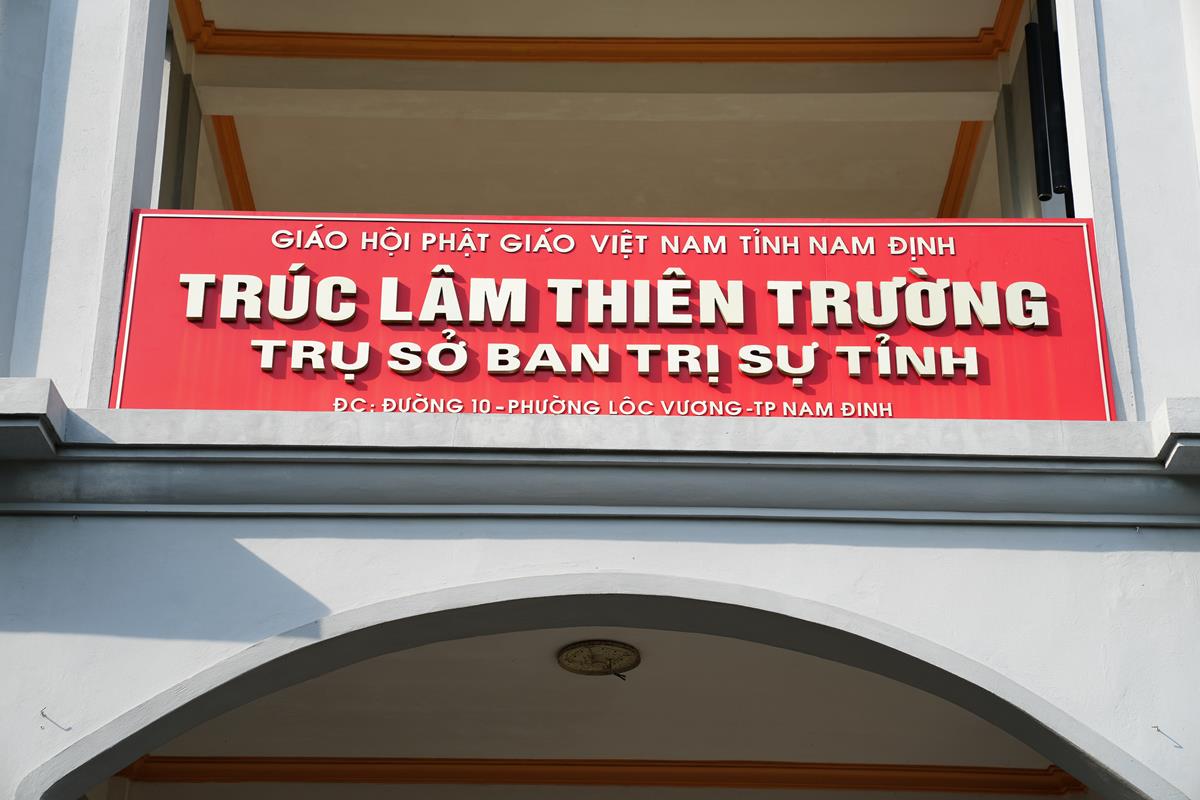 GIÁO HỘI PHẬT GIÁO VIỆT NAM TỈNH NAM ĐỊNH
TRÚC LÂM THIÊN TRƯỜNG
TRỤ SỞ BAN TRỊ SỰ TỈNH
ĐC: ĐƯỜNG 10 - PHƯỜNG LỘC VƯỢNG - TP NAM ĐỊNH